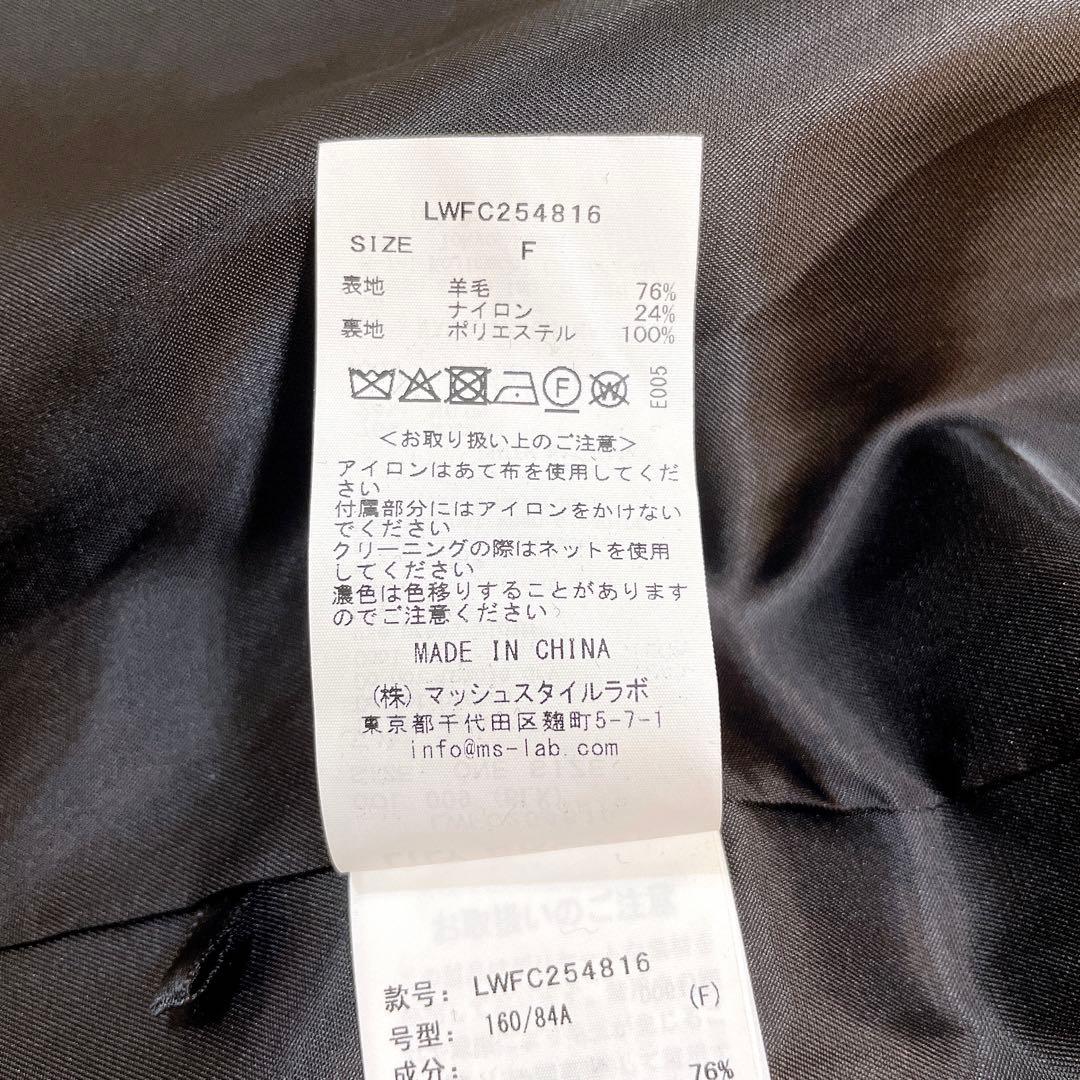 LWFC254816
SIZE F
表地 羊毛 76%
ナイロン 24%
裏地 ポリエステル 100%
F W E005
＜お取り扱い上のご注意＞
アイロンはあて布を使用してくだ
さい
付属部分にはアイロンをかけない
でください
クリーニングの際はネットを使用
してください
濃色は色移りすることがあります
のでご注意ください
MADE IN CHINA
(株) マッシュスタイルラボ
東京都千代田区麹町5-7-1
info@ms-lab.com
お取扱いのご注意
款号: LWFC254816
号型: 160/84A (F)
成分: 76%